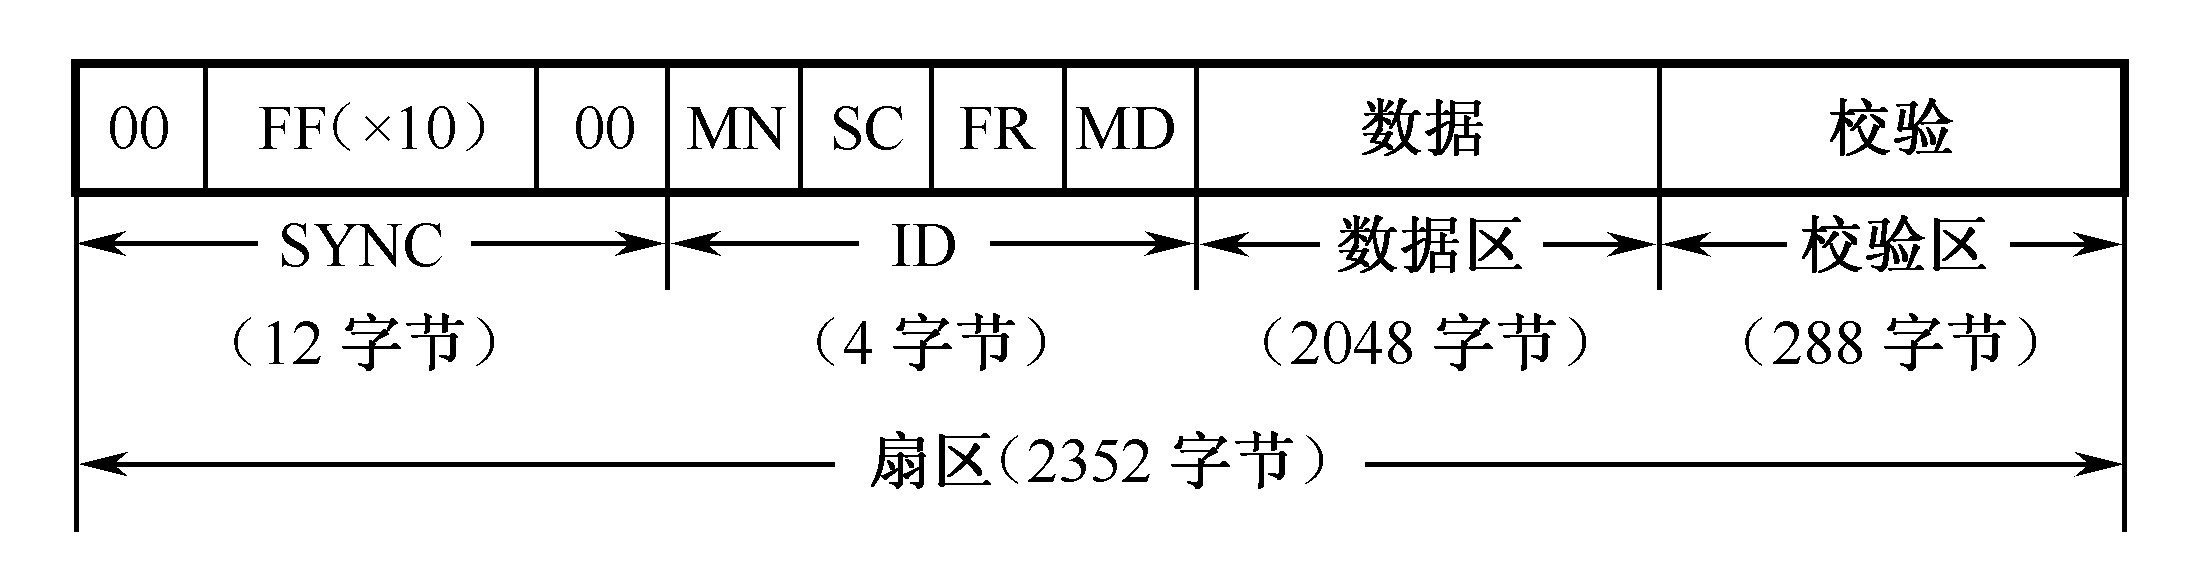 00 FF（×10） 00 MN SC FR MD 数据 校验
SYNC ID 数据区 校验区
（12 字节） （4 字节） （2048 字节） （288 字节）
扇区（2352 字节）